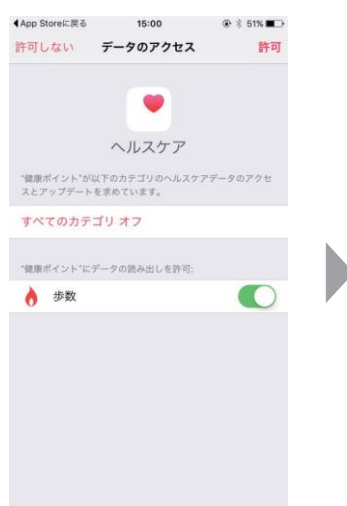 ◀App Storeに戻る 15:00 51%
許可しない データのアクセス 許可
ヘルスケア
"健康ポイント"が以下のカテゴリのヘルスケアデータのアクセ
スとアップデートを求めています。
すべてのカテゴリ オフ
"健康ポイント"にデータの読み出しを許可:
歩数